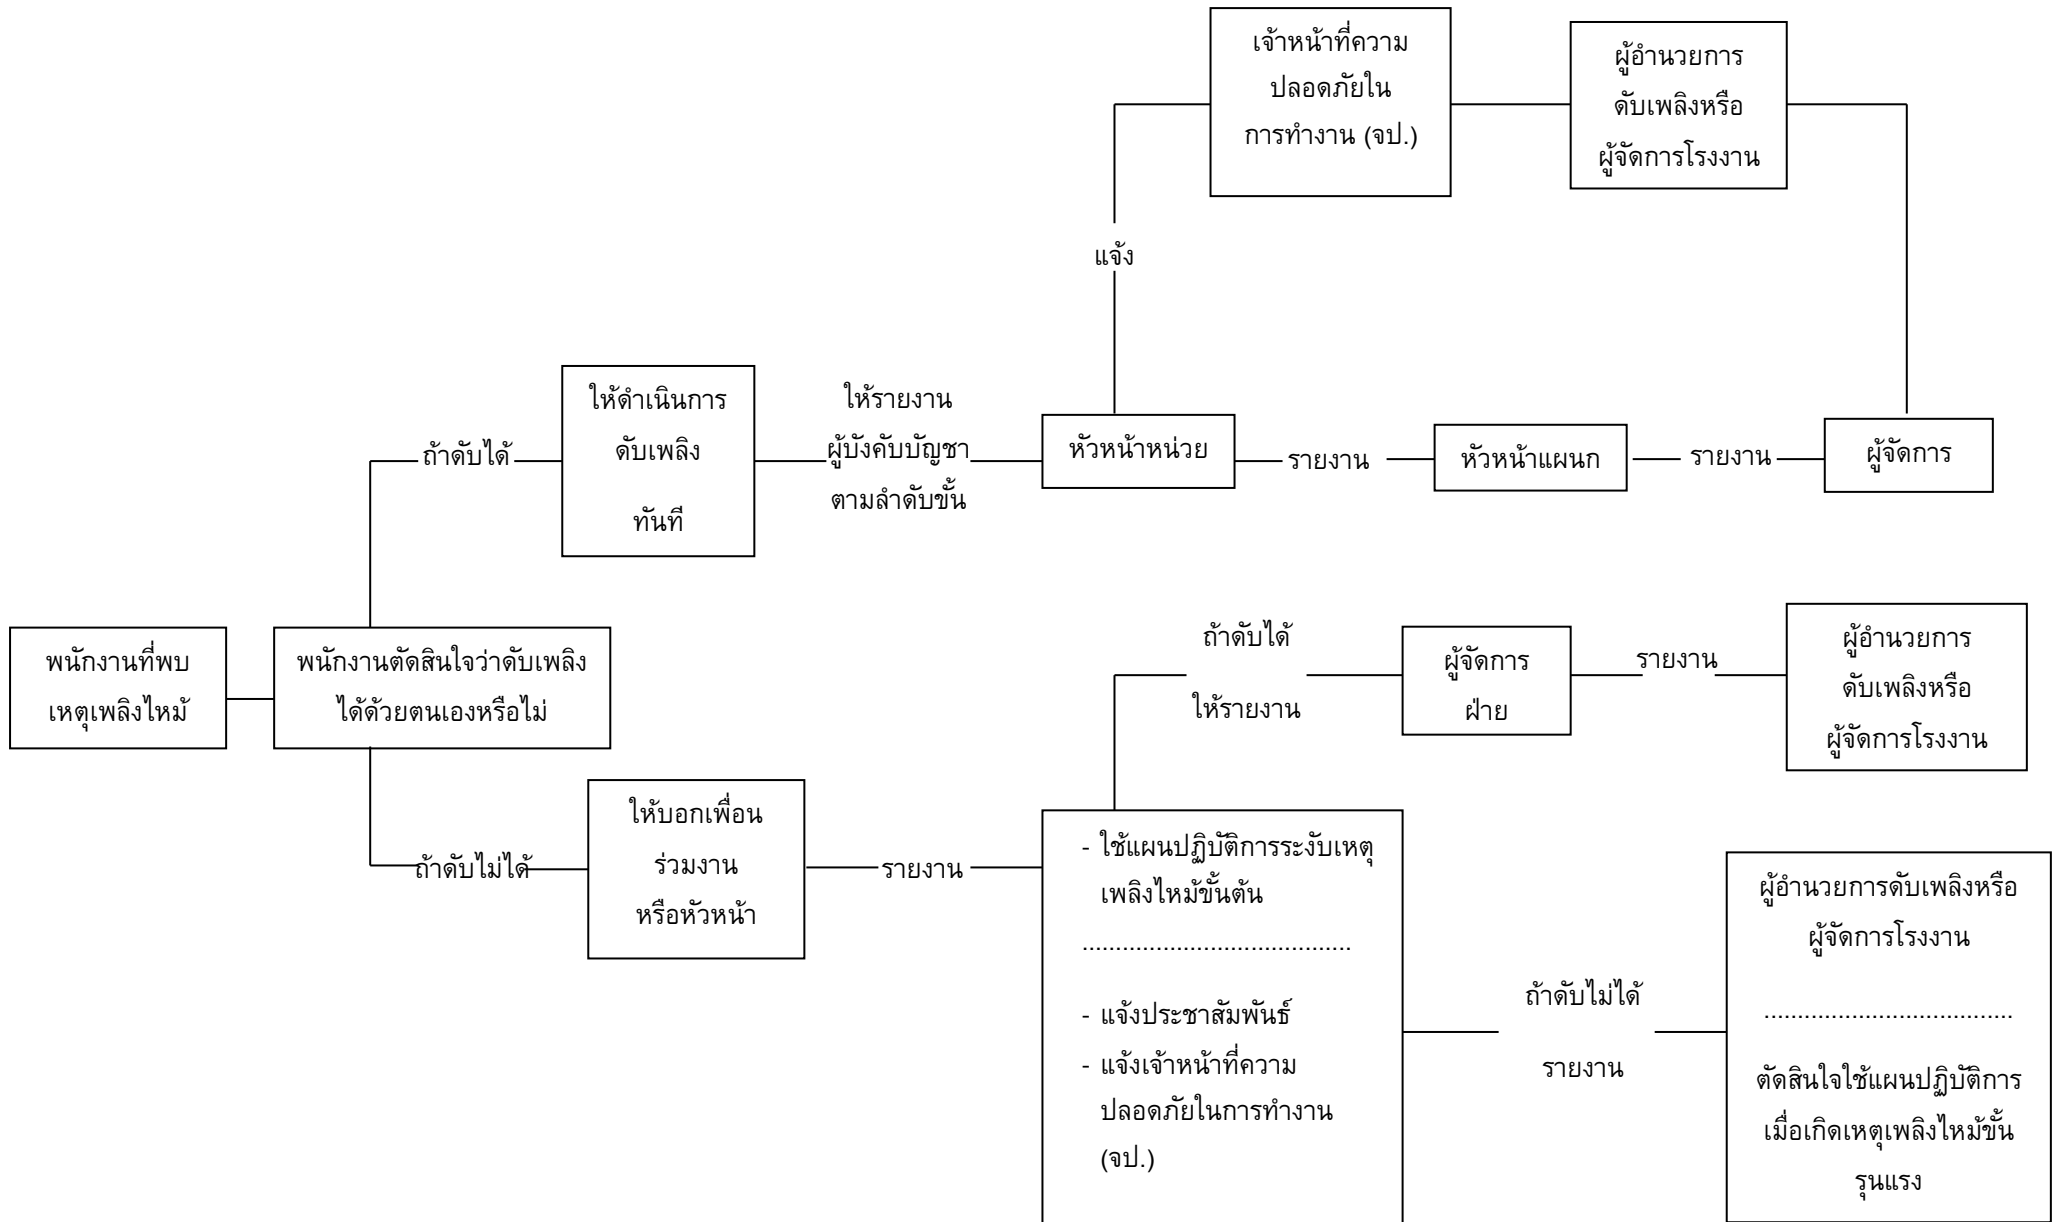 เจ้าหน้าที่ความ
ปลอดภัยใน
การทำงาน (จป.)
ผู้อำนวยการ
ดับเพลิงหรือ
ผู้จัดการโรงงาน
แจ้ง
ให้ดำเนินการ
ดับเพลิง
ทันที
ถ้าดับได้
ให้รายงาน
ผู้บังคับบัญชา
ตามลำดับขั้น
หัวหน้าหน่วย
รายงาน
หัวหน้าแผนก
รายงาน
ผู้จัดการ
พนักงานที่พบ
เหตุเพลิงไหม้
พนักงานตัดสินใจว่าดับเพลิง
ได้ด้วยตนเองหรือไม่
ถ้าดับได้
ให้รายงาน
ผู้จัดการ
ฝ่าย
รายงาน
ผู้อำนวยการ
ดับเพลิงหรือ
ผู้จัดการโรงงาน
ถ้าดับไม่ได้
ให้บอกเพื่อน
ร่วมงาน
หรือหัวหน้า
รายงาน
- ใช้แผนปฏิบัติการระงับเหตุ
เพลิงไหม้ขั้นต้น
........................................
- แจ้งประชาสัมพันธ์
- แจ้งเจ้าหน้าที่ความ
ปลอดภัยในการทำงาน
(จป.)
ถ้าดับไม่ได้
รายงาน
ผู้อำนวยการดับเพลิงหรือ
ผู้จัดการโรงงาน
.....................................
ตัดสินใจใช้แผนปฏิบัติการ
เมื่อเกิดเหตุเพลิงไหม้ขั้น
รุนแรง